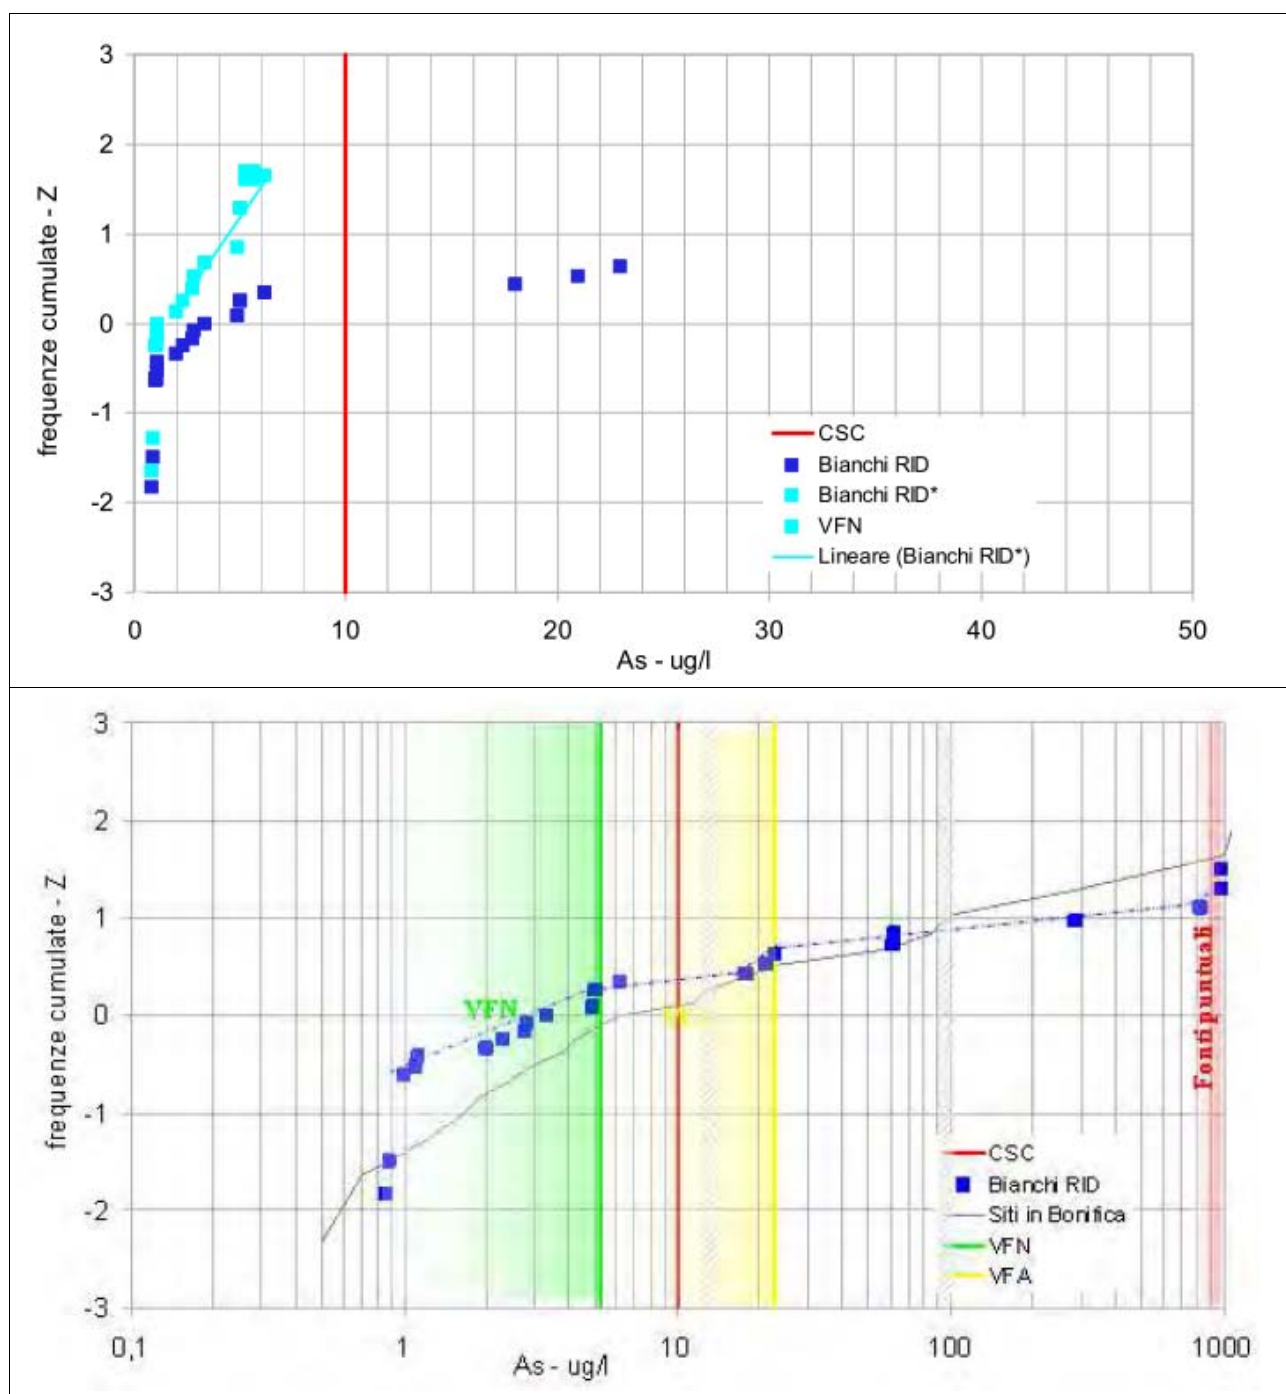 3
2
1
0
-1
-2
-3
frequenze cumulate - Z
CSC
Bianchi RID
Bianchi RID*
VFN
Lineare (Bianchi RID*)
0 10 20 30 40 50
As - ug/l
3
2
1
0
-1
-2
-3
frequenze cumulate - Z
VFN
Fonti puntuali
CSC
Bianchi RID
Siti in Bonifica
VFN
VFA
0,1 1 10 100 1000
As - ug/l